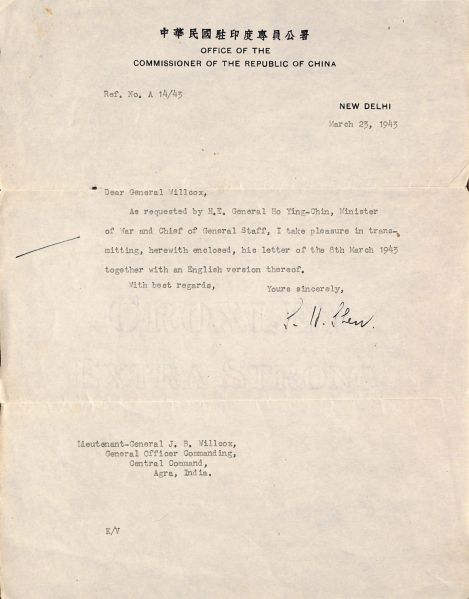 中華民國駐印度專員公署
OFFICE OF THE
COMMISSIONER OF THE REPUBLIC OF CHINA
Ref. No. A 14/43
NEW DELHI
March 23, 1943
Dear General Willcox,
As requested by H.E. General Ho Ying-Chin, Minister
of War and Chief of General Staff, I take pleasure in trans-
mitting, herewith enclosed, his letter of the 8th March 1943
together with an English version thereof.
With best regards,
Yours sincerely,
S. H. Shen.
Lieutenant-General J. B. Willcox,
General Officer Commanding,
Central Command,
Agra, India.
K/V